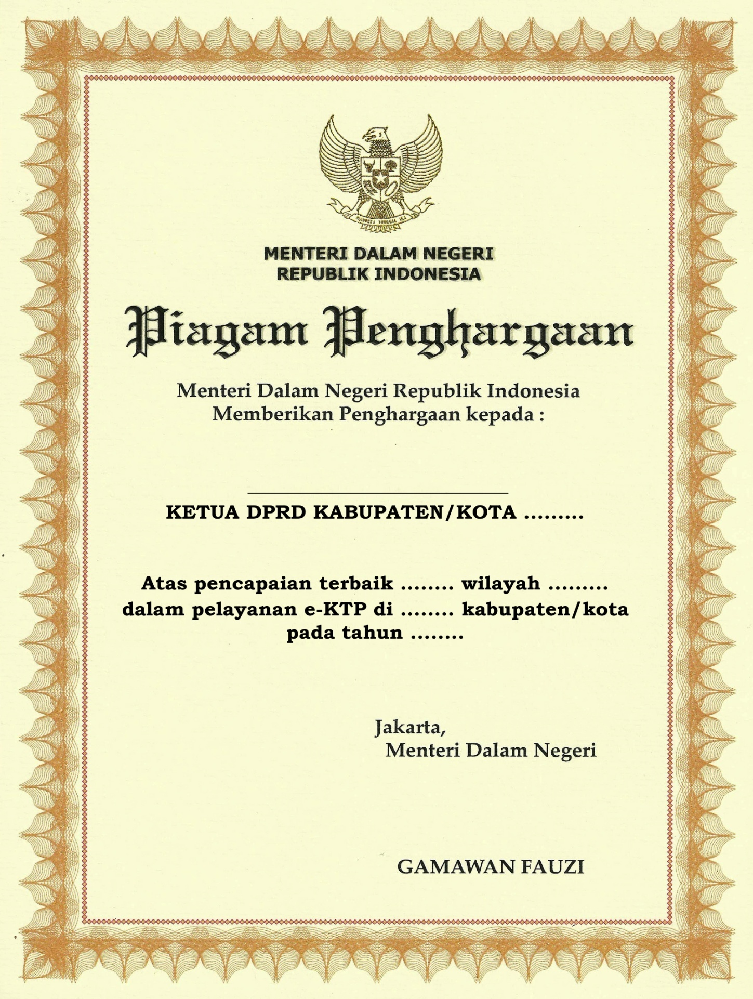 BHINNEKA TUNGGAL IKA
MENTERI DALAM NEGERI
REPUBLIK INDONESIA
Piagam Penghargaan
Menteri Dalam Negeri Republik Indonesia
Memberikan Penghargaan kepada :
KETUA DPRD KABUPATEN/KOTA .........
Atas pencapaian terbaik ........ wilayah .........
dalam pelayanan e-KTP di ........ kabupaten/kota
pada tahun ........
Jakarta,
Menteri Dalam Negeri
GAMAWAN FAUZI